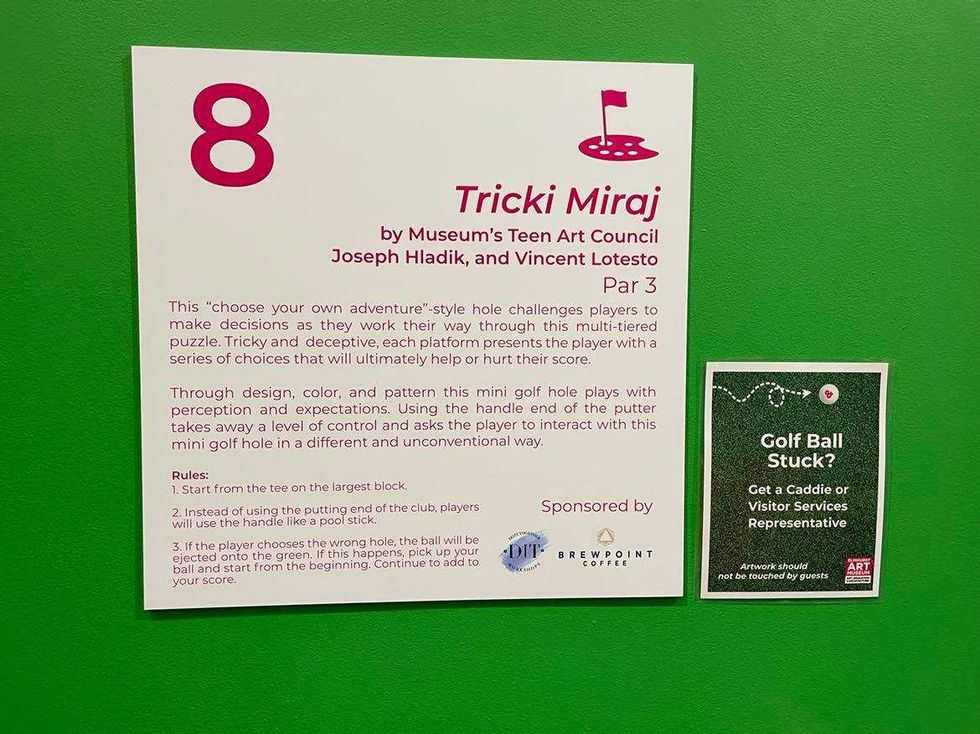 8
Tricki Miraj
by Museum's Teen Art Council
Joseph Hladik, and Vincent Lotesto
Par 3
This "choose your own adventure"-style hole challenges players to
make decisions as they work their way through this multi-tiered
puzzle. Tricky and deceptive, each platform presents the player with a
series of choices that will ultimately help or hurt their score.
Through design, color, and pattern this mini golf hole plays with
perception and expectations. Using the handle end of the putter
takes away a level of control and asks the player to interact with this
mini golf hole in a different and unconventional way.
Rules:
1. Start from the tee on the largest block.
2. Instead of using the putting end of the club, players
will use the handle like a pool stick.
3. If the player chooses the wrong hole, the ball will be
ejected onto the green. If this happens, pick up your
ball and start from the beginning. Continue to add to
your score.
Sponsored by
DIT
WORKSHOPS
BREWPOINT
COFFEE
Golf Ball
Stuck?
Get a Caddie or
Visitor Services
Representative
Artwork should
not be touched by guests
ELMHURST
ART
MUSEUM